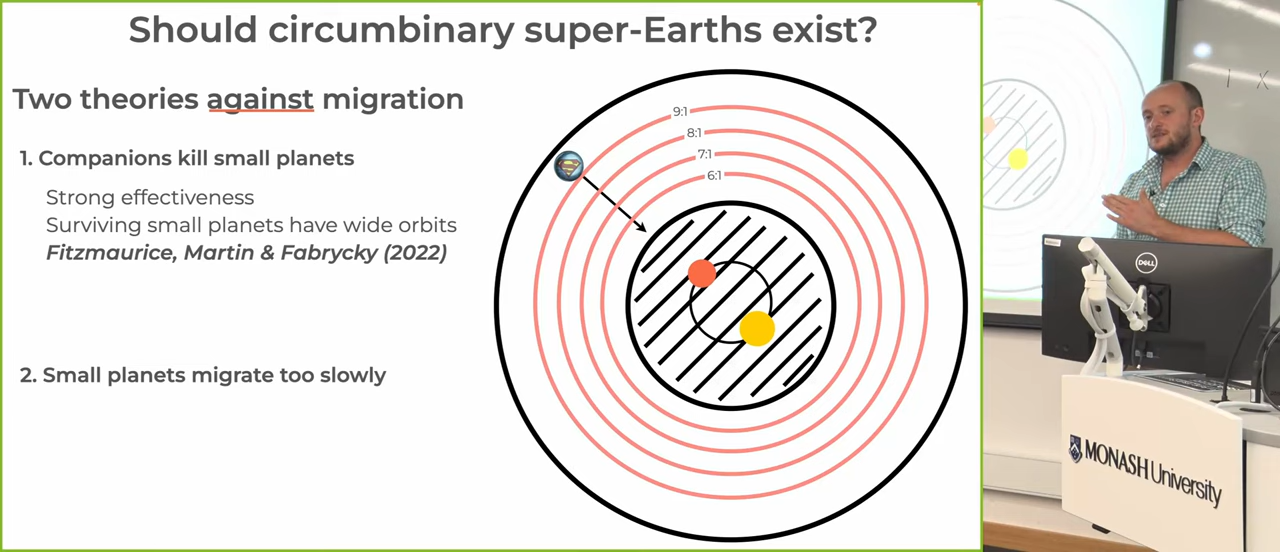 Should circumbinary super-Earths exist?
Two theories against migration
1. Companions kill small planets
Strong effectiveness
Surviving small planets have wide orbits
Fitzmaurice, Martin & Fabrycky (2022)
2. Small planets migrate too slowly
9:1
8:1
7:1
6:1
DELL
MONASH University